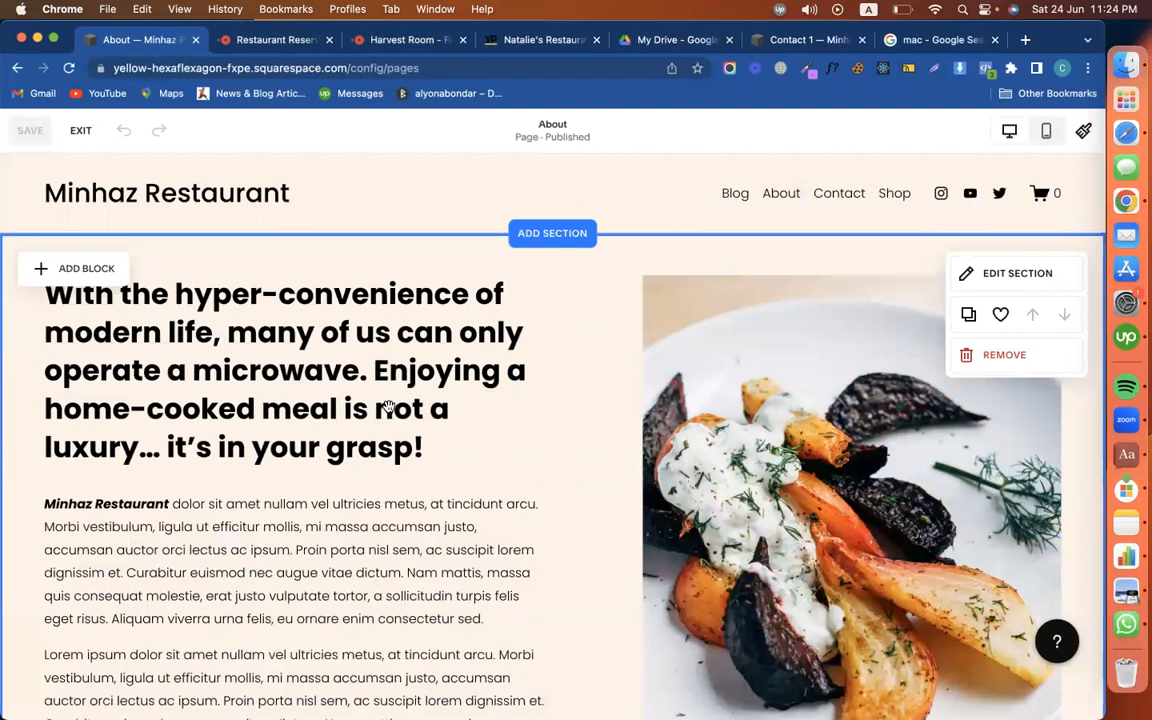 Chrome File Edit View History Bookmarks Profiles Tab Window Help
A
Sat 24 Jun 11:24 PM
About — Minhaz R
Restaurant Reser
Harvest Room - Fa
Natalie's Restaura
My Drive - Google
Contact 1 — Minh
mac - Google Sea
yellow-hexaflexagon-fxpe.squarespace.com/config/pages
Gmail
YouTube
Maps
News & Blog Artic...
Messages
alyonabondar – D...
Other Bookmarks
SAVE
EXIT
About
Page · Published
Minhaz Restaurant
Blog About Contact Shop
0
ADD SECTION
ADD BLOCK
EDIT SECTION
REMOVE
With the hyper-convenience of
modern life, many of us can only
operate a microwave. Enjoying a
home-cooked meal is not a
luxury... it's in your grasp!
Minhaz Restaurant dolor sit amet nullam vel ultricies metus, at tincidunt arcu.
Morbi vestibulum, ligula ut efficitur mollis, mi massa accumsan justo,
accumsan auctor orci lectus ac ipsum. Proin porta nisl sem, ac suscipit lorem
dignissim et. Curabitur euismod nec augue vitae dictum. Nam mattis, massa
quis consequat molestie, erat justo vulputate tortor, a sollicitudin turpis felis
eget risus. Aliquam viverra urna felis, eu ornare enim consectetur sed.
Lorem ipsum dolor sit amet nullam vel ultricies metus, at tincidunt arcu. Morbi
vestibulum, ligula ut efficitur mollis, mi massa accumsan justo, accumsan
auctor orci lectus ac ipsum. Proin porta nisl sem, ac suscipit lorem
?
up
zoom
Aa